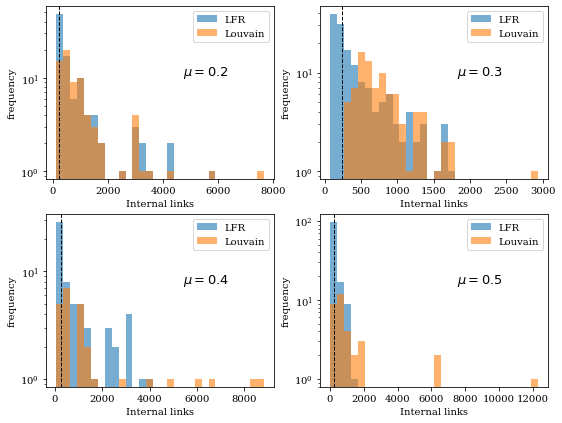 LFR
Louvain
μ = 0.2
frequency
10¹
10⁰
0 2000 4000 6000 8000
Internal links
LFR
Louvain
μ = 0.3
frequency
10¹
10⁰
500 1000 1500 2000 2500 3000
Internal links
LFR
Louvain
μ = 0.4
frequency
10¹
10⁰
0 2000 4000 6000 8000
Internal links
LFR
Louvain
μ = 0.5
frequency
10²
10¹
10⁰
0 2000 4000 6000 8000 10000 12000
Internal links